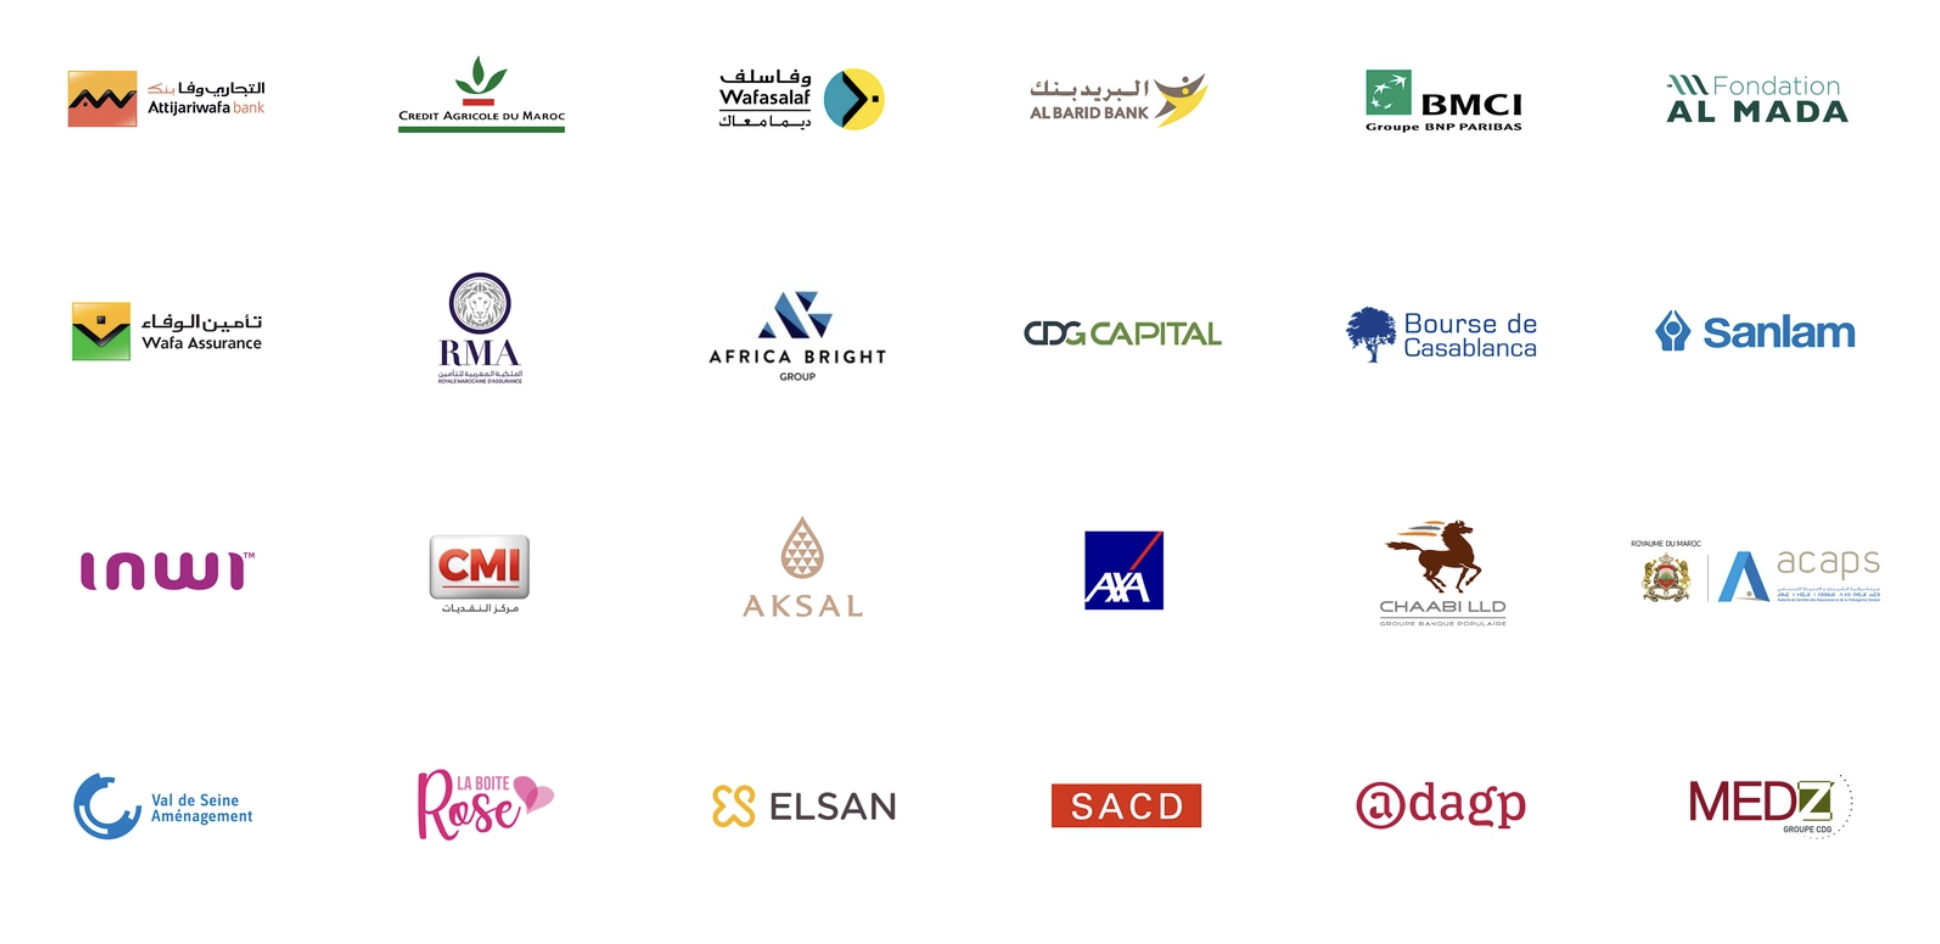 التجاري وفا بنك
Attijariwafa bank
CREDIT AGRICOLE DU MAROC
وفاسلف
Wafasalaf
ديما معاك
البريد بنك
AL BARID BANK
BMCI
Groupe BNP PARIBAS
Fondation
AL MADA
تأمين الوفاء
Wafa Assurance
RMA
الملكية المغربية للتأمين
ROYALE MAROCAINE D'ASSURANCE
AFRICA BRIGHT
GROUP
CDG CAPITAL
Bourse de
Casablanca
Sanlam
inwi™
CMI
مركز النقديات
AKSAL
AXA
CHAABI LLD
GROUPE BANQUE POPULAIRE
ROYAUME DU MAROC
acaps
Val de Seine
Aménagement
LA BOITE
Rose
ELSAN
SACD
@dagp
MEDZ
GROUPE CDG